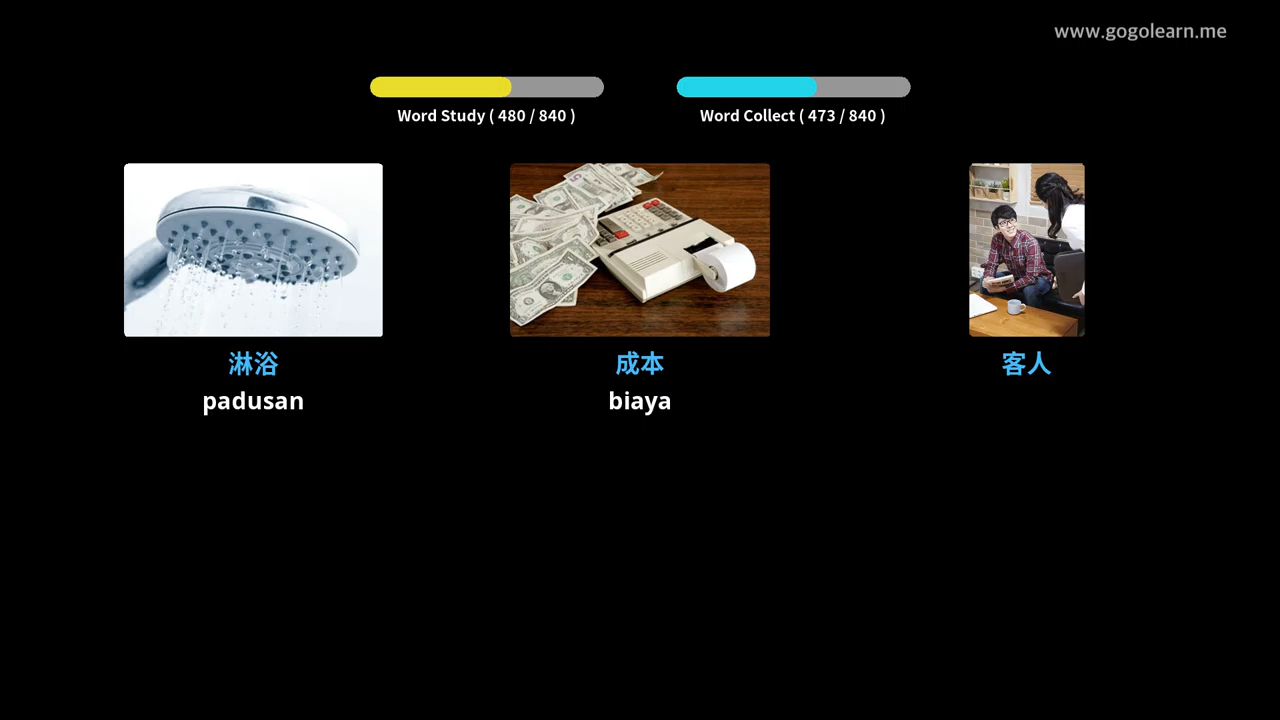 www.gogolearn.me
Word Study ( 480 / 840 )
Word Collect ( 473 / 840 )
淋浴
padusan
成本
biaya
客人